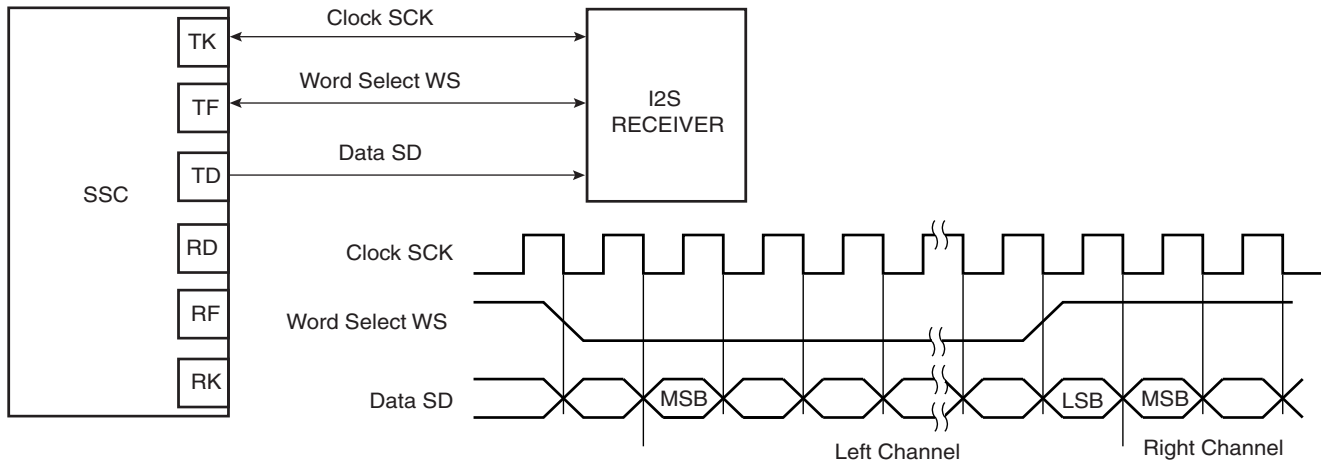 Clock SCK
TK
Word Select WS
TF
I2S
RECEIVER
Data SD
TD
SSC
RD
RF
RK
Clock SCK
Word Select WS
Data SD
MSB
LSB
MSB
Left Channel
Right Channel